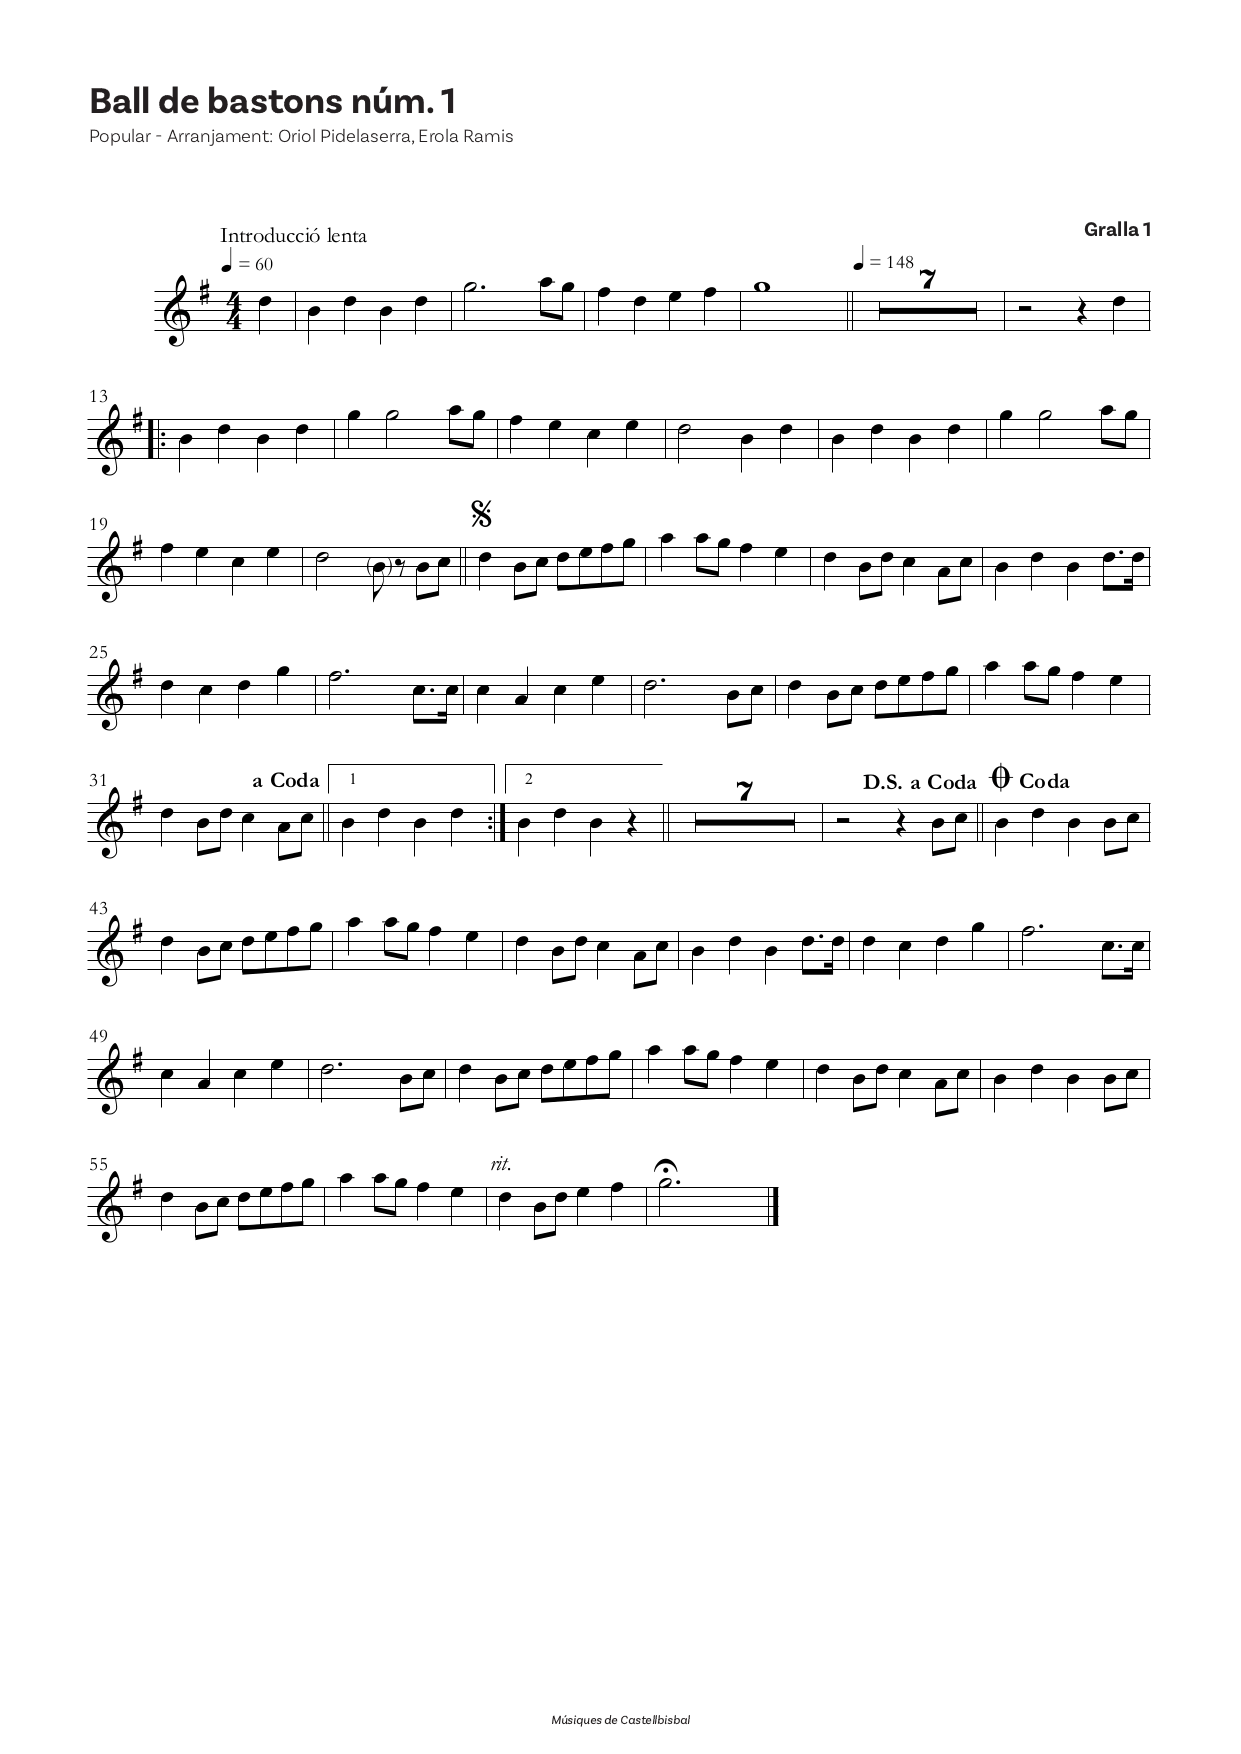 Ball de bastons núm. 1
Popular - Arranjament: Oriol Pidelaserra, Erola Ramis
Gralla 1
Introducció lenta
= 60
= 148
7
4
4
13
19
25
31
a Coda
1
2
7
D.S. a Coda
Coda
43
49
55
rit.
Músiques de Castellbisbal